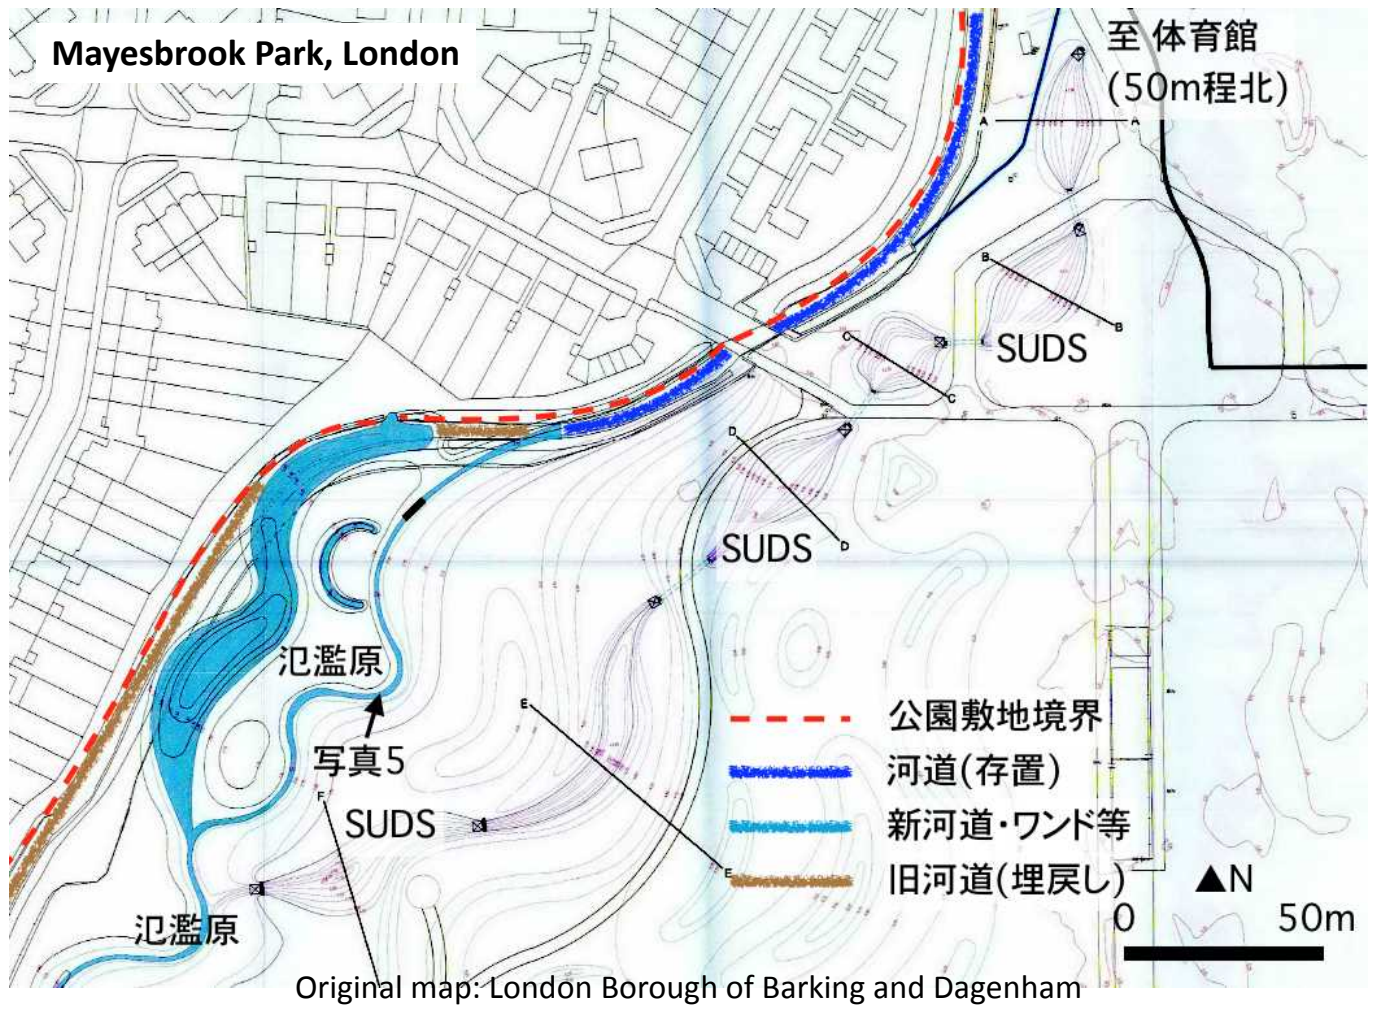 Mayesbrook Park, London
至 体育館
(50m程北)
A
A
B
B
SUDS
C
C
D
D
SUDS
氾濫原
写真5
E
E
F
SUDS
氾濫原
公園敷地境界
河道(存置)
新河道・ワンド等
旧河道(埋戻し)
▲N
0 50m
Original map: London Borough of Barking and Dagenham